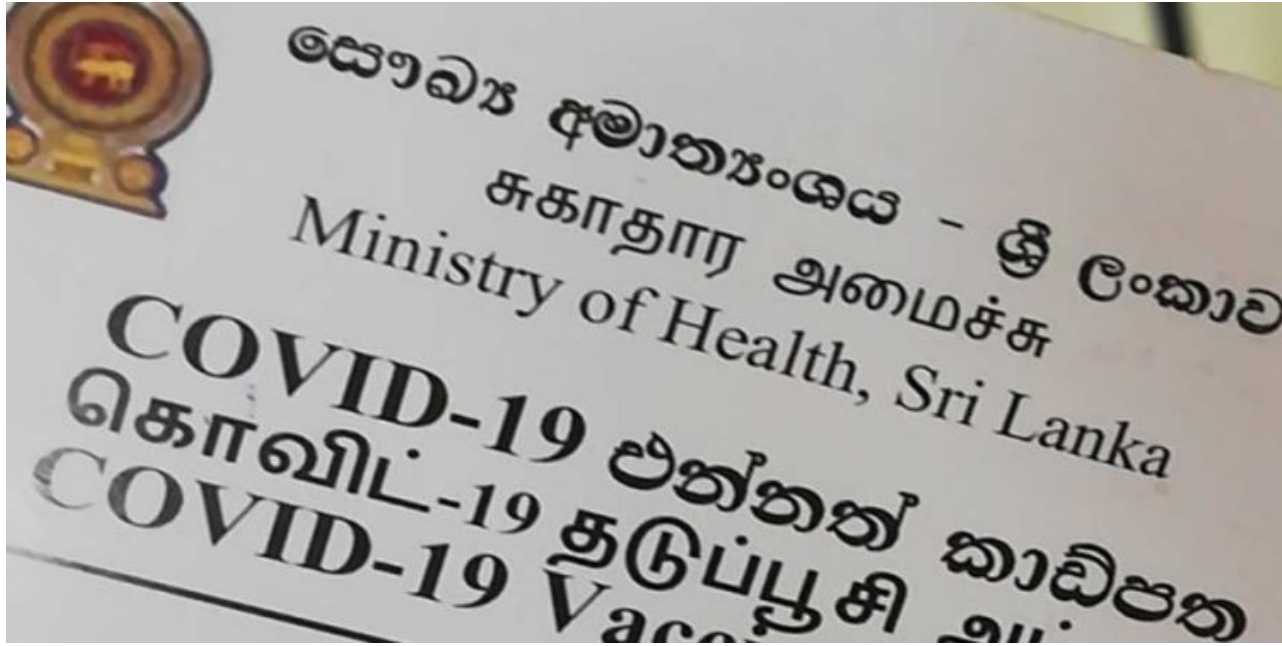 සෞඛ්‍ය අමාත්‍යංශය - ශ්‍රී ලංකාව
சுகாதார அமைச்சு
Ministry of Health, Sri Lanka
COVID-19 එන්නත් කාඩ්පත
கொவிட்-19 தடுப்பூசி
COVID-19